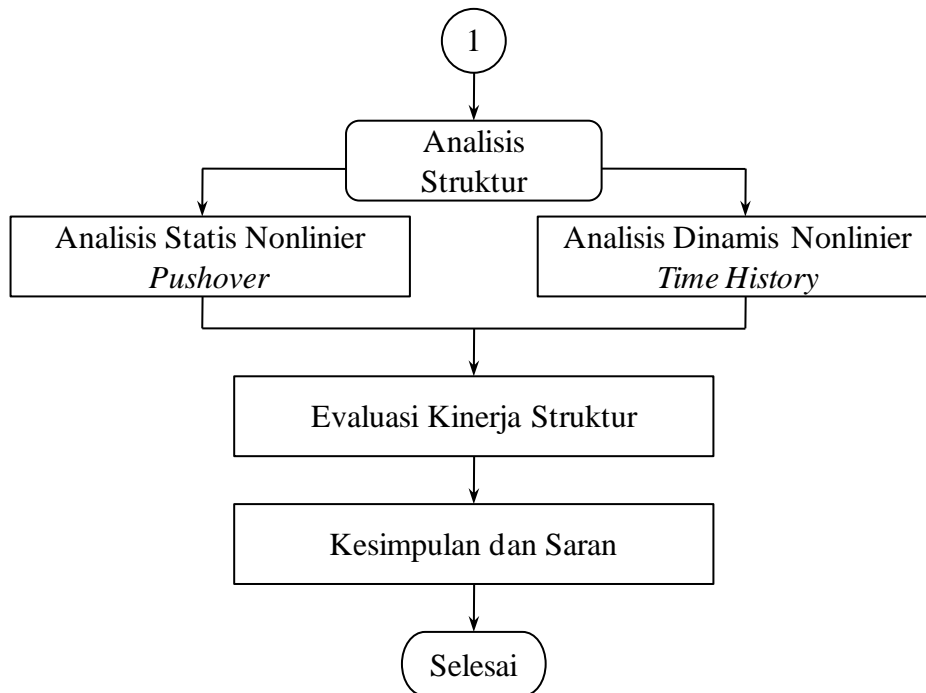 1
Analisis
Struktur
Analisis Statis Nonlinier
Pushover
Analisis Dinamis Nonlinier
Time History
Evaluasi Kinerja Struktur
Kesimpulan dan Saran
Selesai